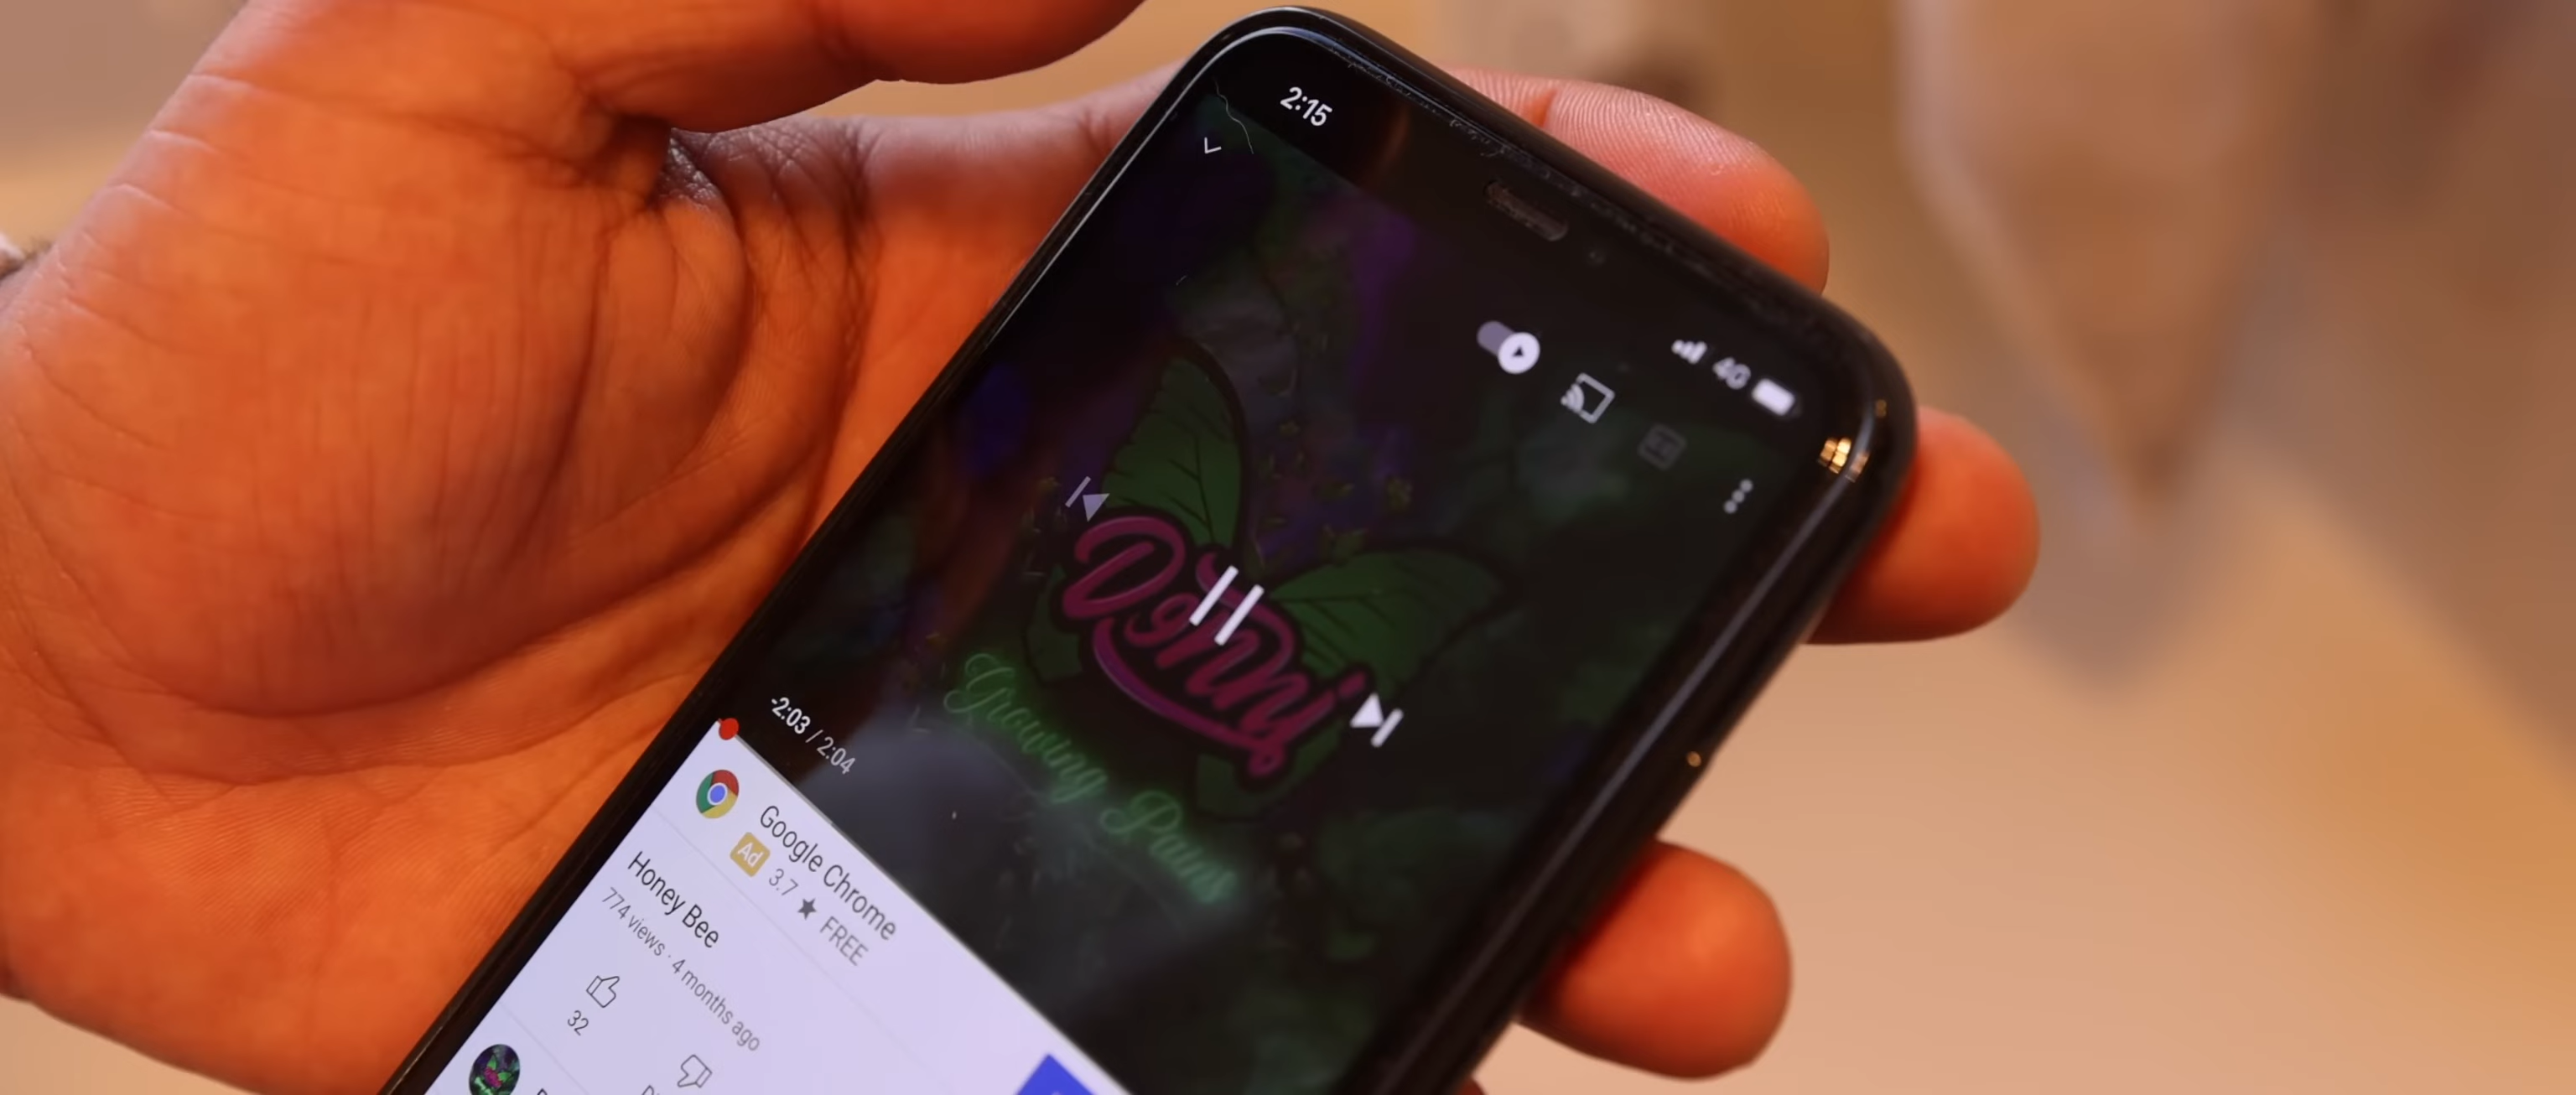 2:15
4G
Donni
Growing Pains
-2:03 / 2:04
Google Chrome
Ad 3.7 ★ FREE
Honey Bee
774 views · 4 months ago
32